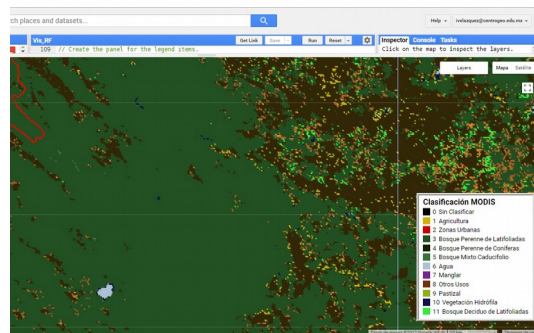 ch places and datasets...
Help
ivelazquez@centrogeo.edu.mx
Vis_RF
Get Link
Save
Run
Reset
Inspector Console Tasks
109 // Create the panel for the legend items.
Click on the map to inspect the layers.
Layers
Mapa Satélite
Clasificación MODIS
0 Sin Clasificar
1 Agricultura
2 Zonas Urbanas
3 Bosque Perenne de Latifoliadas
4 Bosque Perenne de Coníferas
5 Bosque Mixto Caducifolio
6 Agua
7 Manglar
8 Otros Usos
9 Pastizal
10 Vegetación Hidrófila
11 Bosque Deciduo de Latifoliadas